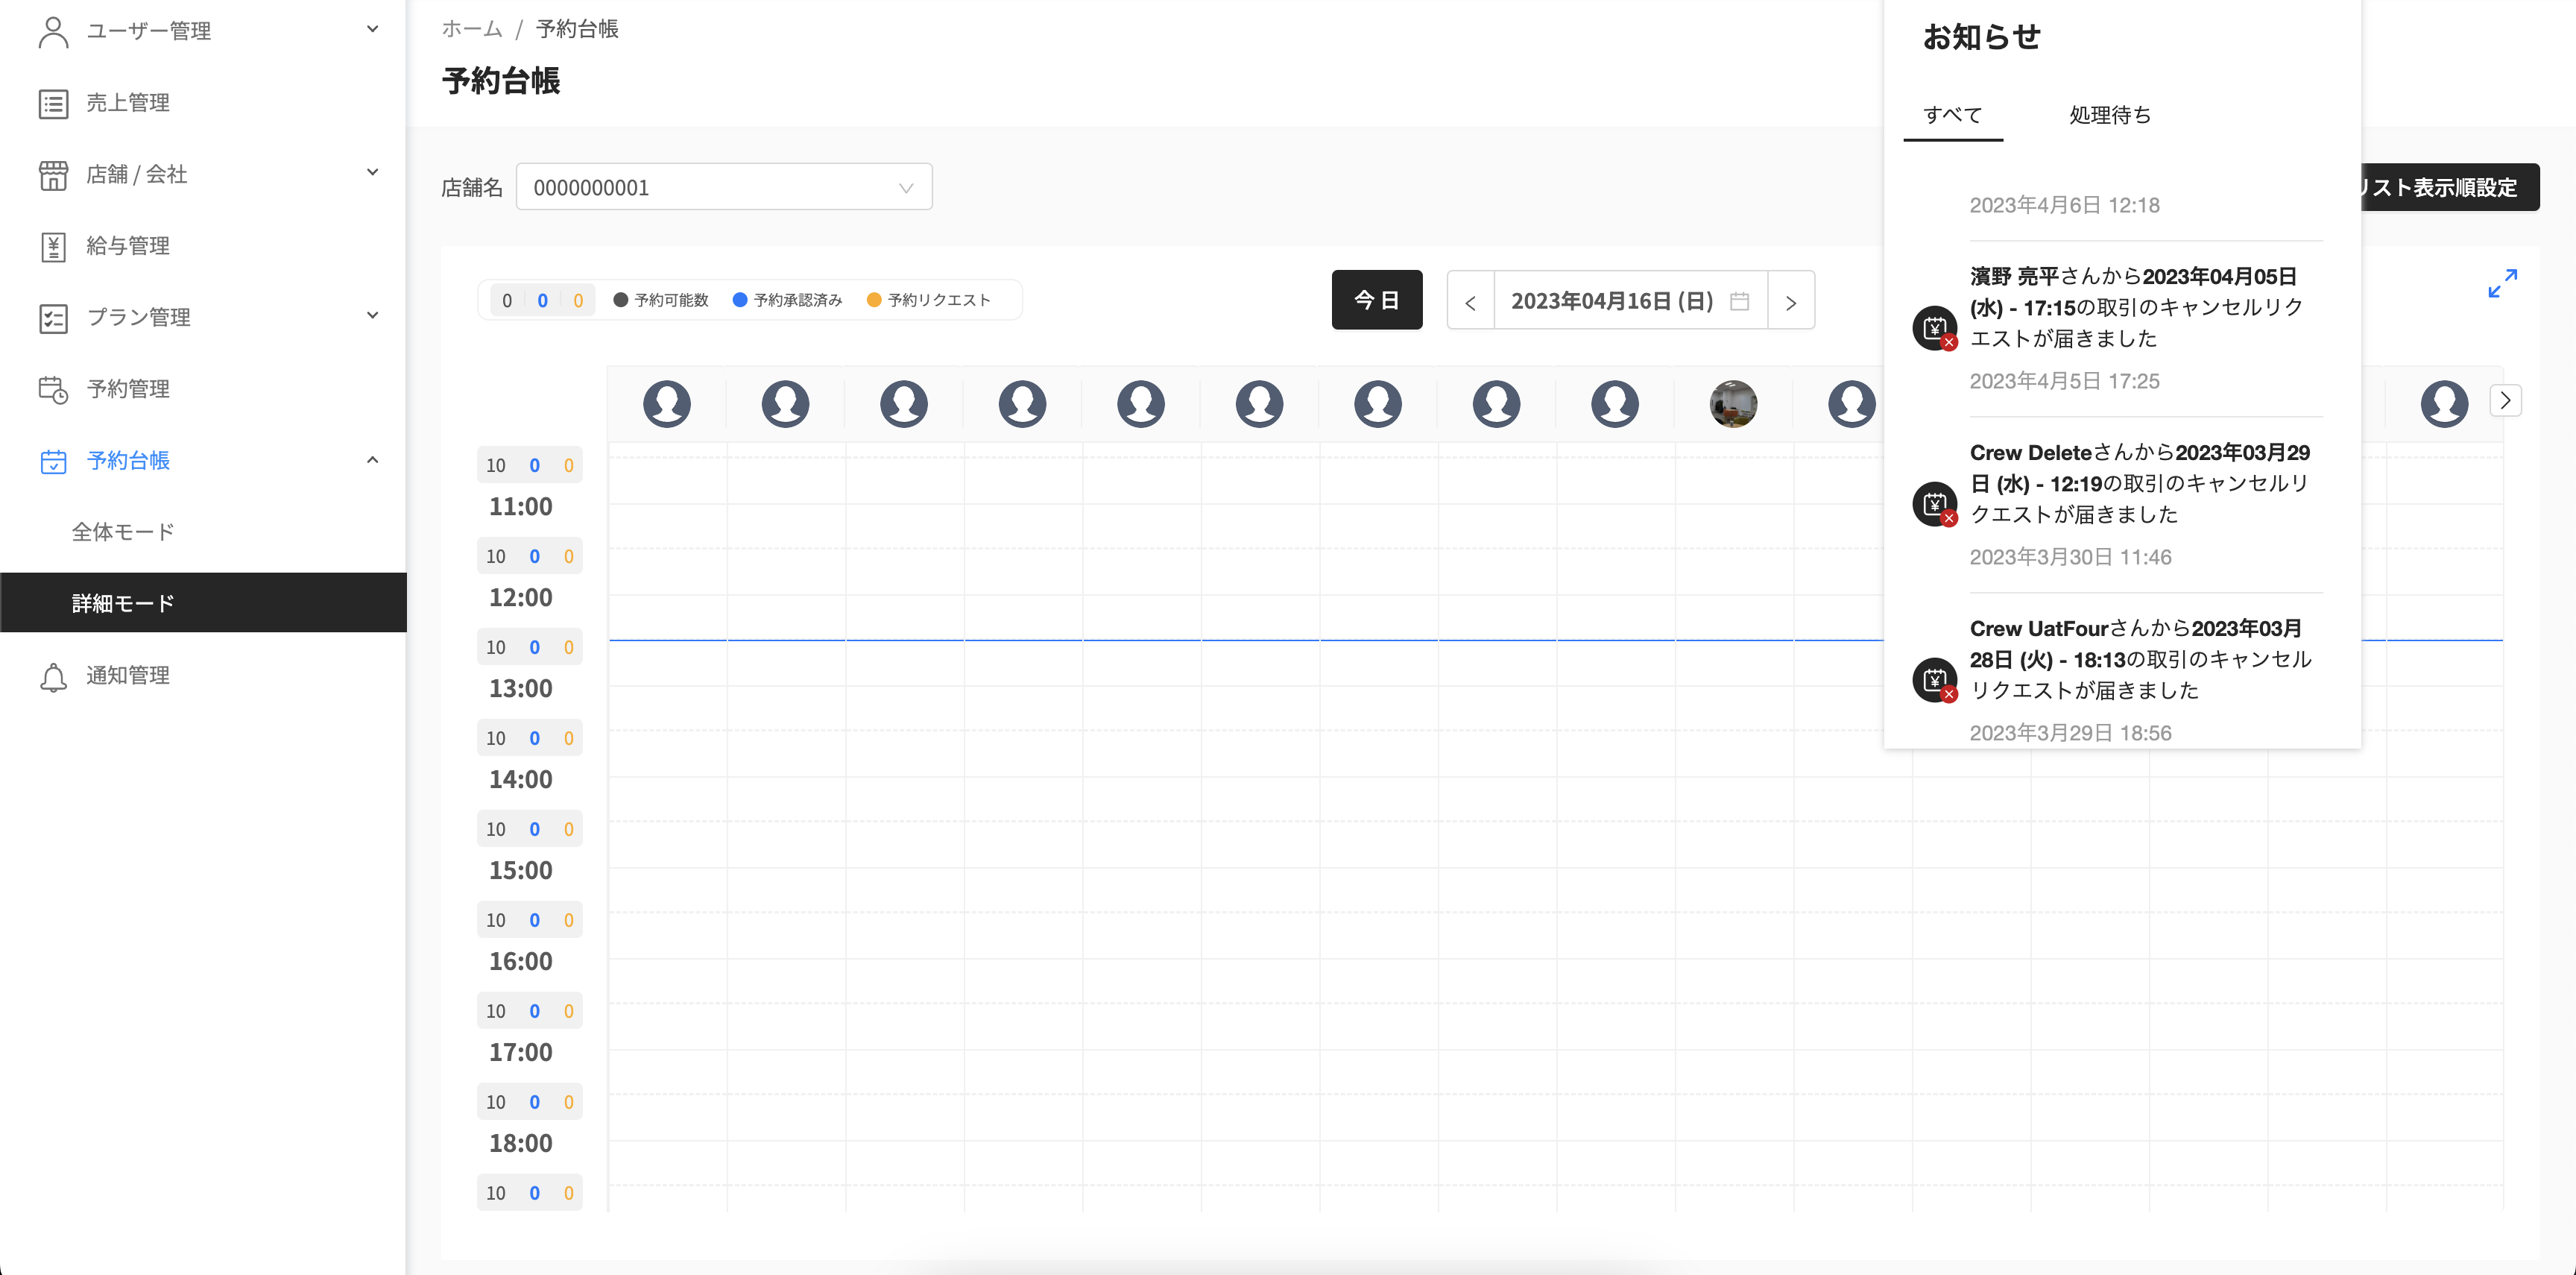 ユーザー管理
売上管理
店舗 / 会社
給与管理
プラン管理
予約管理
予約台帳
全体モード
詳細モード
通知管理
ホーム / 予約台帳
予約台帳
店舗名 0000000001
リスト表示順設定
0 0 0 予約可能数 予約承認済み 予約リクエスト
今日
2023年04月16日 (日)
10 0 0
11:00
10 0 0
12:00
10 0 0
13:00
10 0 0
14:00
10 0 0
15:00
10 0 0
16:00
10 0 0
17:00
10 0 0
18:00
10 0 0
お知らせ
すべて 処理待ち
2023年4月6日 12:18
濱野 亮平さんから2023年04月05日
(水) - 17:15の取引のキャンセルリク
エストが届きました
2023年4月5日 17:25
Crew Deleteさんから2023年03月29
日 (水) - 12:19の取引のキャンセルリ
クエストが届きました
2023年3月30日 11:46
Crew UatFourさんから2023年03月
28日 (火) - 18:13の取引のキャンセル
リクエストが届きました
2023年3月29日 18:56